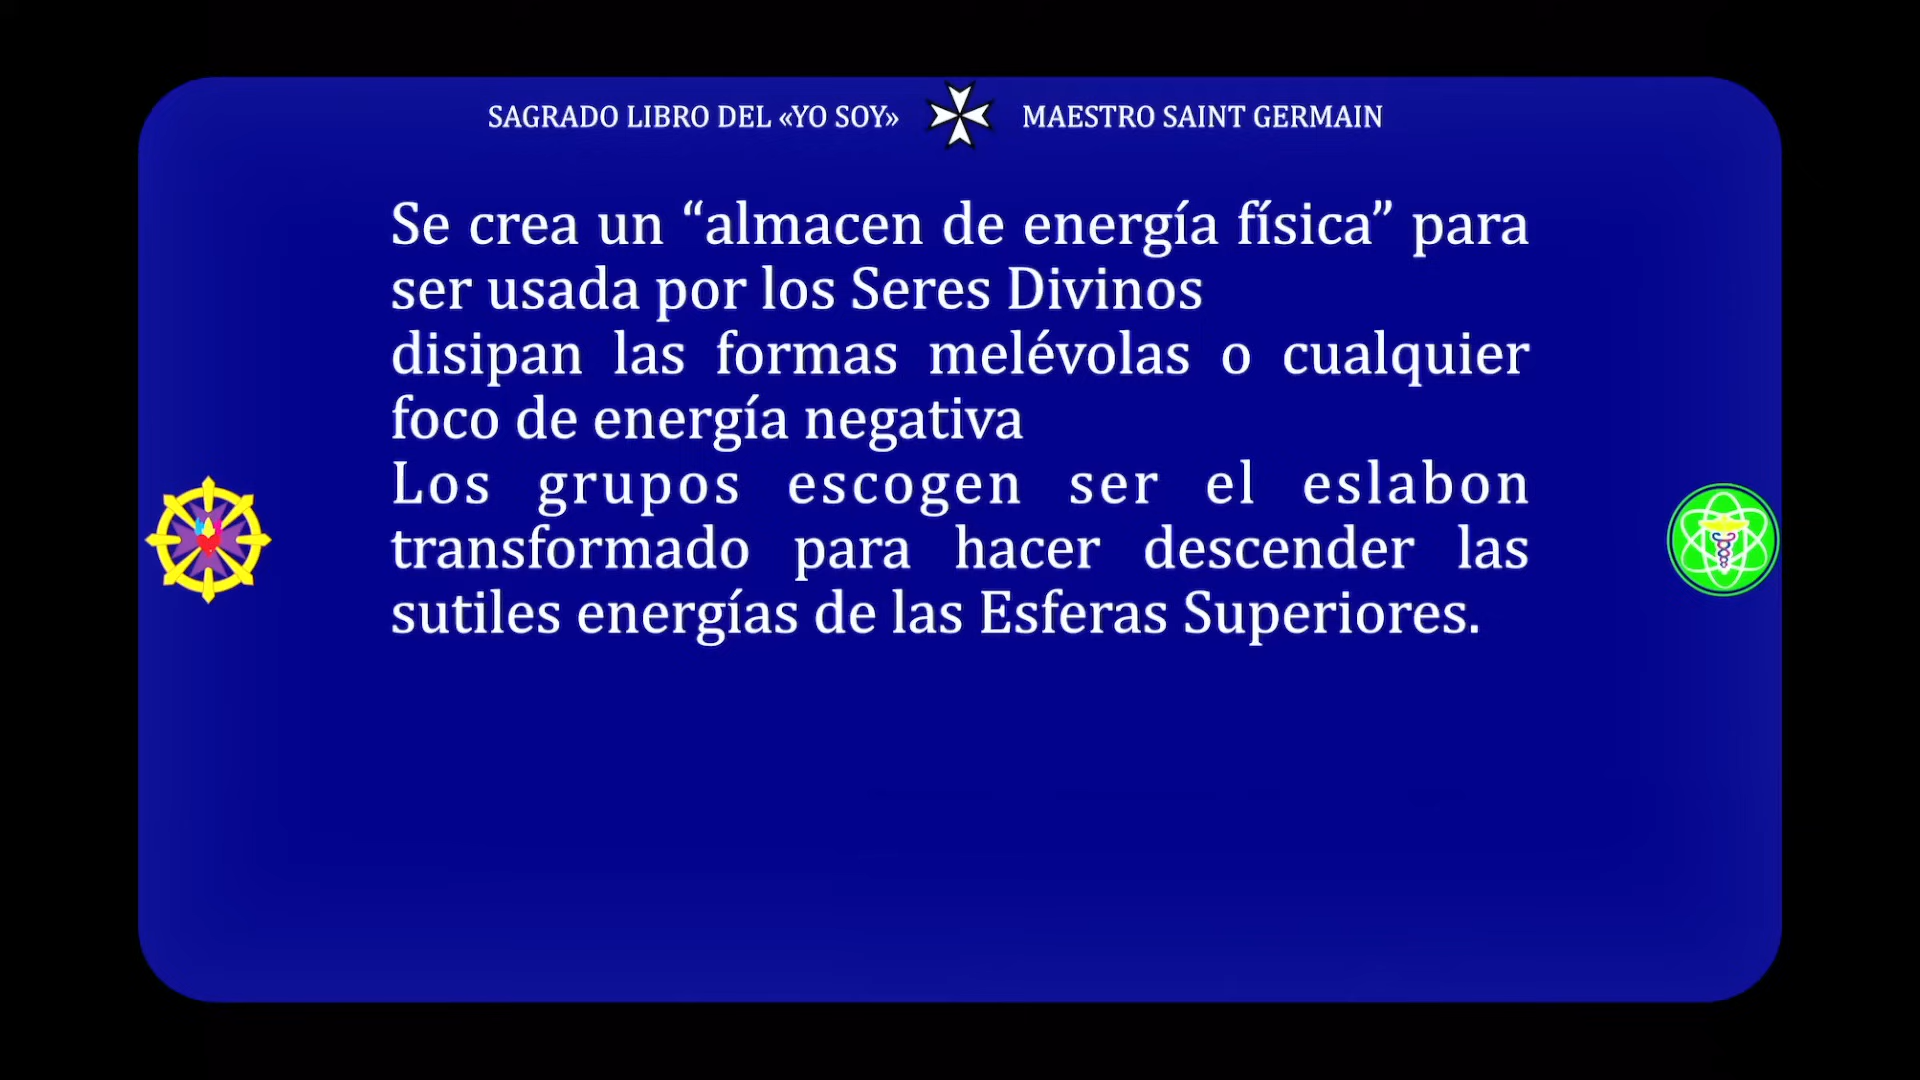 SAGRADO LIBRO DEL «YO SOY» MAESTRO SAINT GERMAIN
Se crea un “almacen de energía física” para
ser usada por los Seres Divinos
disipan las formas melévolas o cualquier
foco de energía negativa
Los grupos escogen ser el eslabon
transformado para hacer descender las
sutiles energías de las Esferas Superiores.